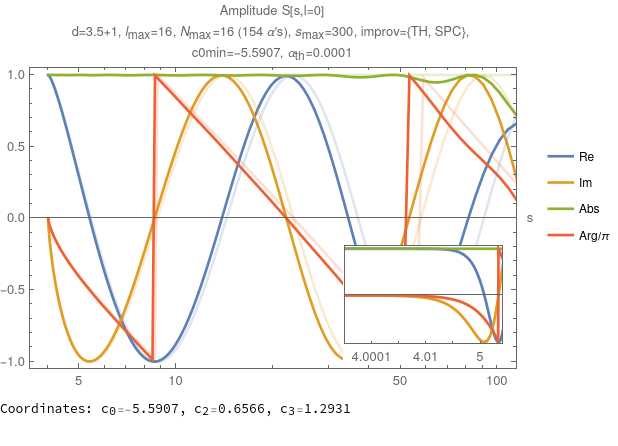 Amplitude S[s,l=0]
d=3.5+1, lmax=16, Nmax=16 (154 α's), smax=300, improv={TH, SPC},
c0min=−5.5907, αth=0.0001
1.0
0.5
0.0
−0.5
−1.0
5
10
50
100
s
4.0001
4.01
5
Re
Im
Abs
Arg/π
Coordinates: c0=−5.5907, c2=0.6566, c3=1.2931